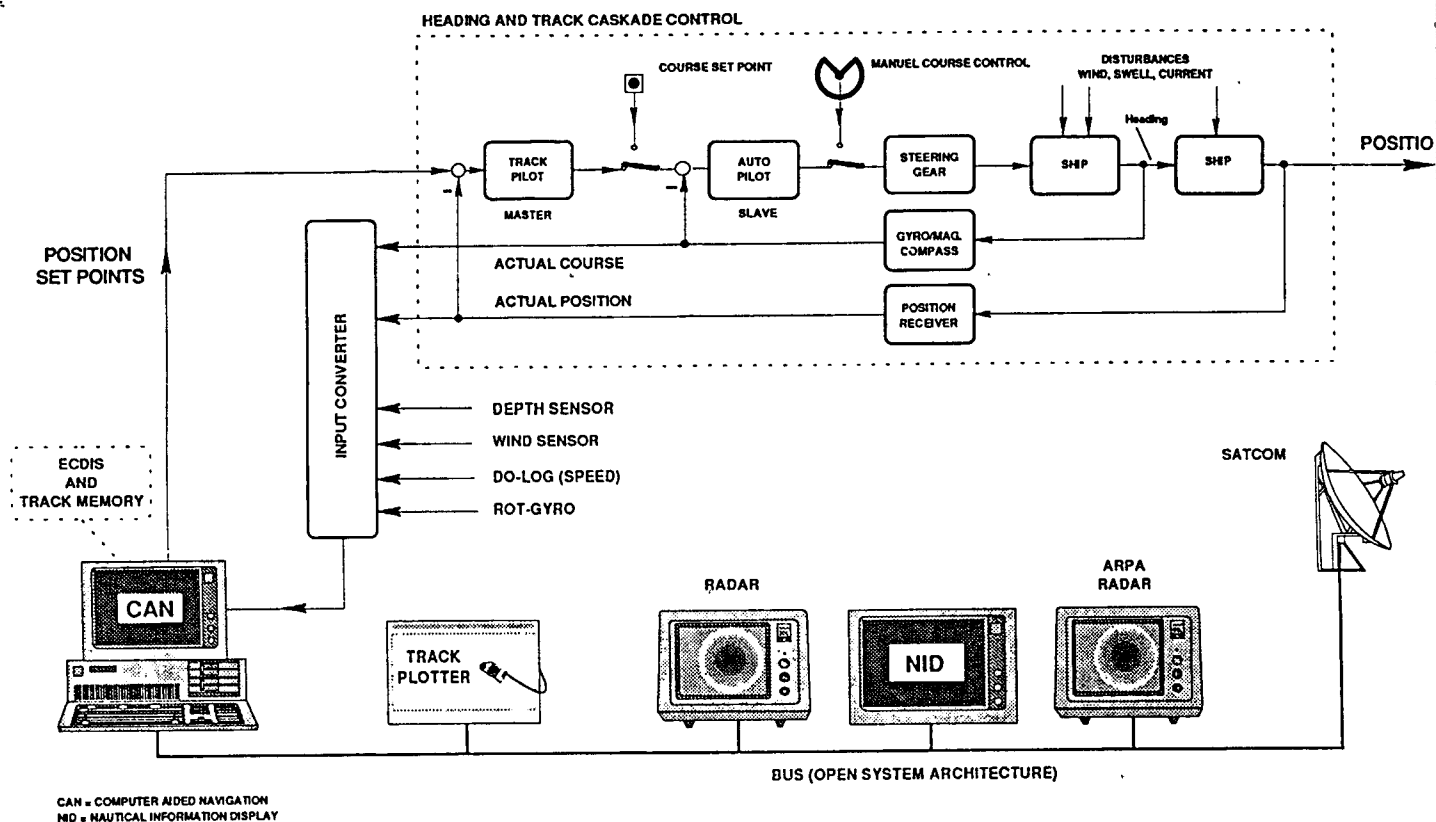 HEADING AND TRACK CASKADE CONTROL
COURSE SET POINT
MANUEL COURSE CONTROL
DISTURBANCES
WIND, SWELL, CURRENT
Heading
TRACK
PILOT
AUTO
PILOT
STEERING
GEAR
SHIP
SHIP
POSITIO
MASTER
SLAVE
GYRO/MAG.
COMPASS
POSITION
SET POINTS
ACTUAL COURSE
ACTUAL POSITION
POSITION
RECEIVER
INPUT CONVERTER
DEPTH SENSOR
WIND SENSOR
DO-LOG (SPEED)
ROT-GYRO
ECDIS
AND
TRACK MEMORY
SATCOM
CAN
TRACK
PLOTTER
RADAR
NID
ARPA
RADAR
BUS (OPEN SYSTEM ARCHITECTURE)
CAN = COMPUTER AIDED NAVIGATION
NID = NAUTICAL INFORMATION DISPLAY